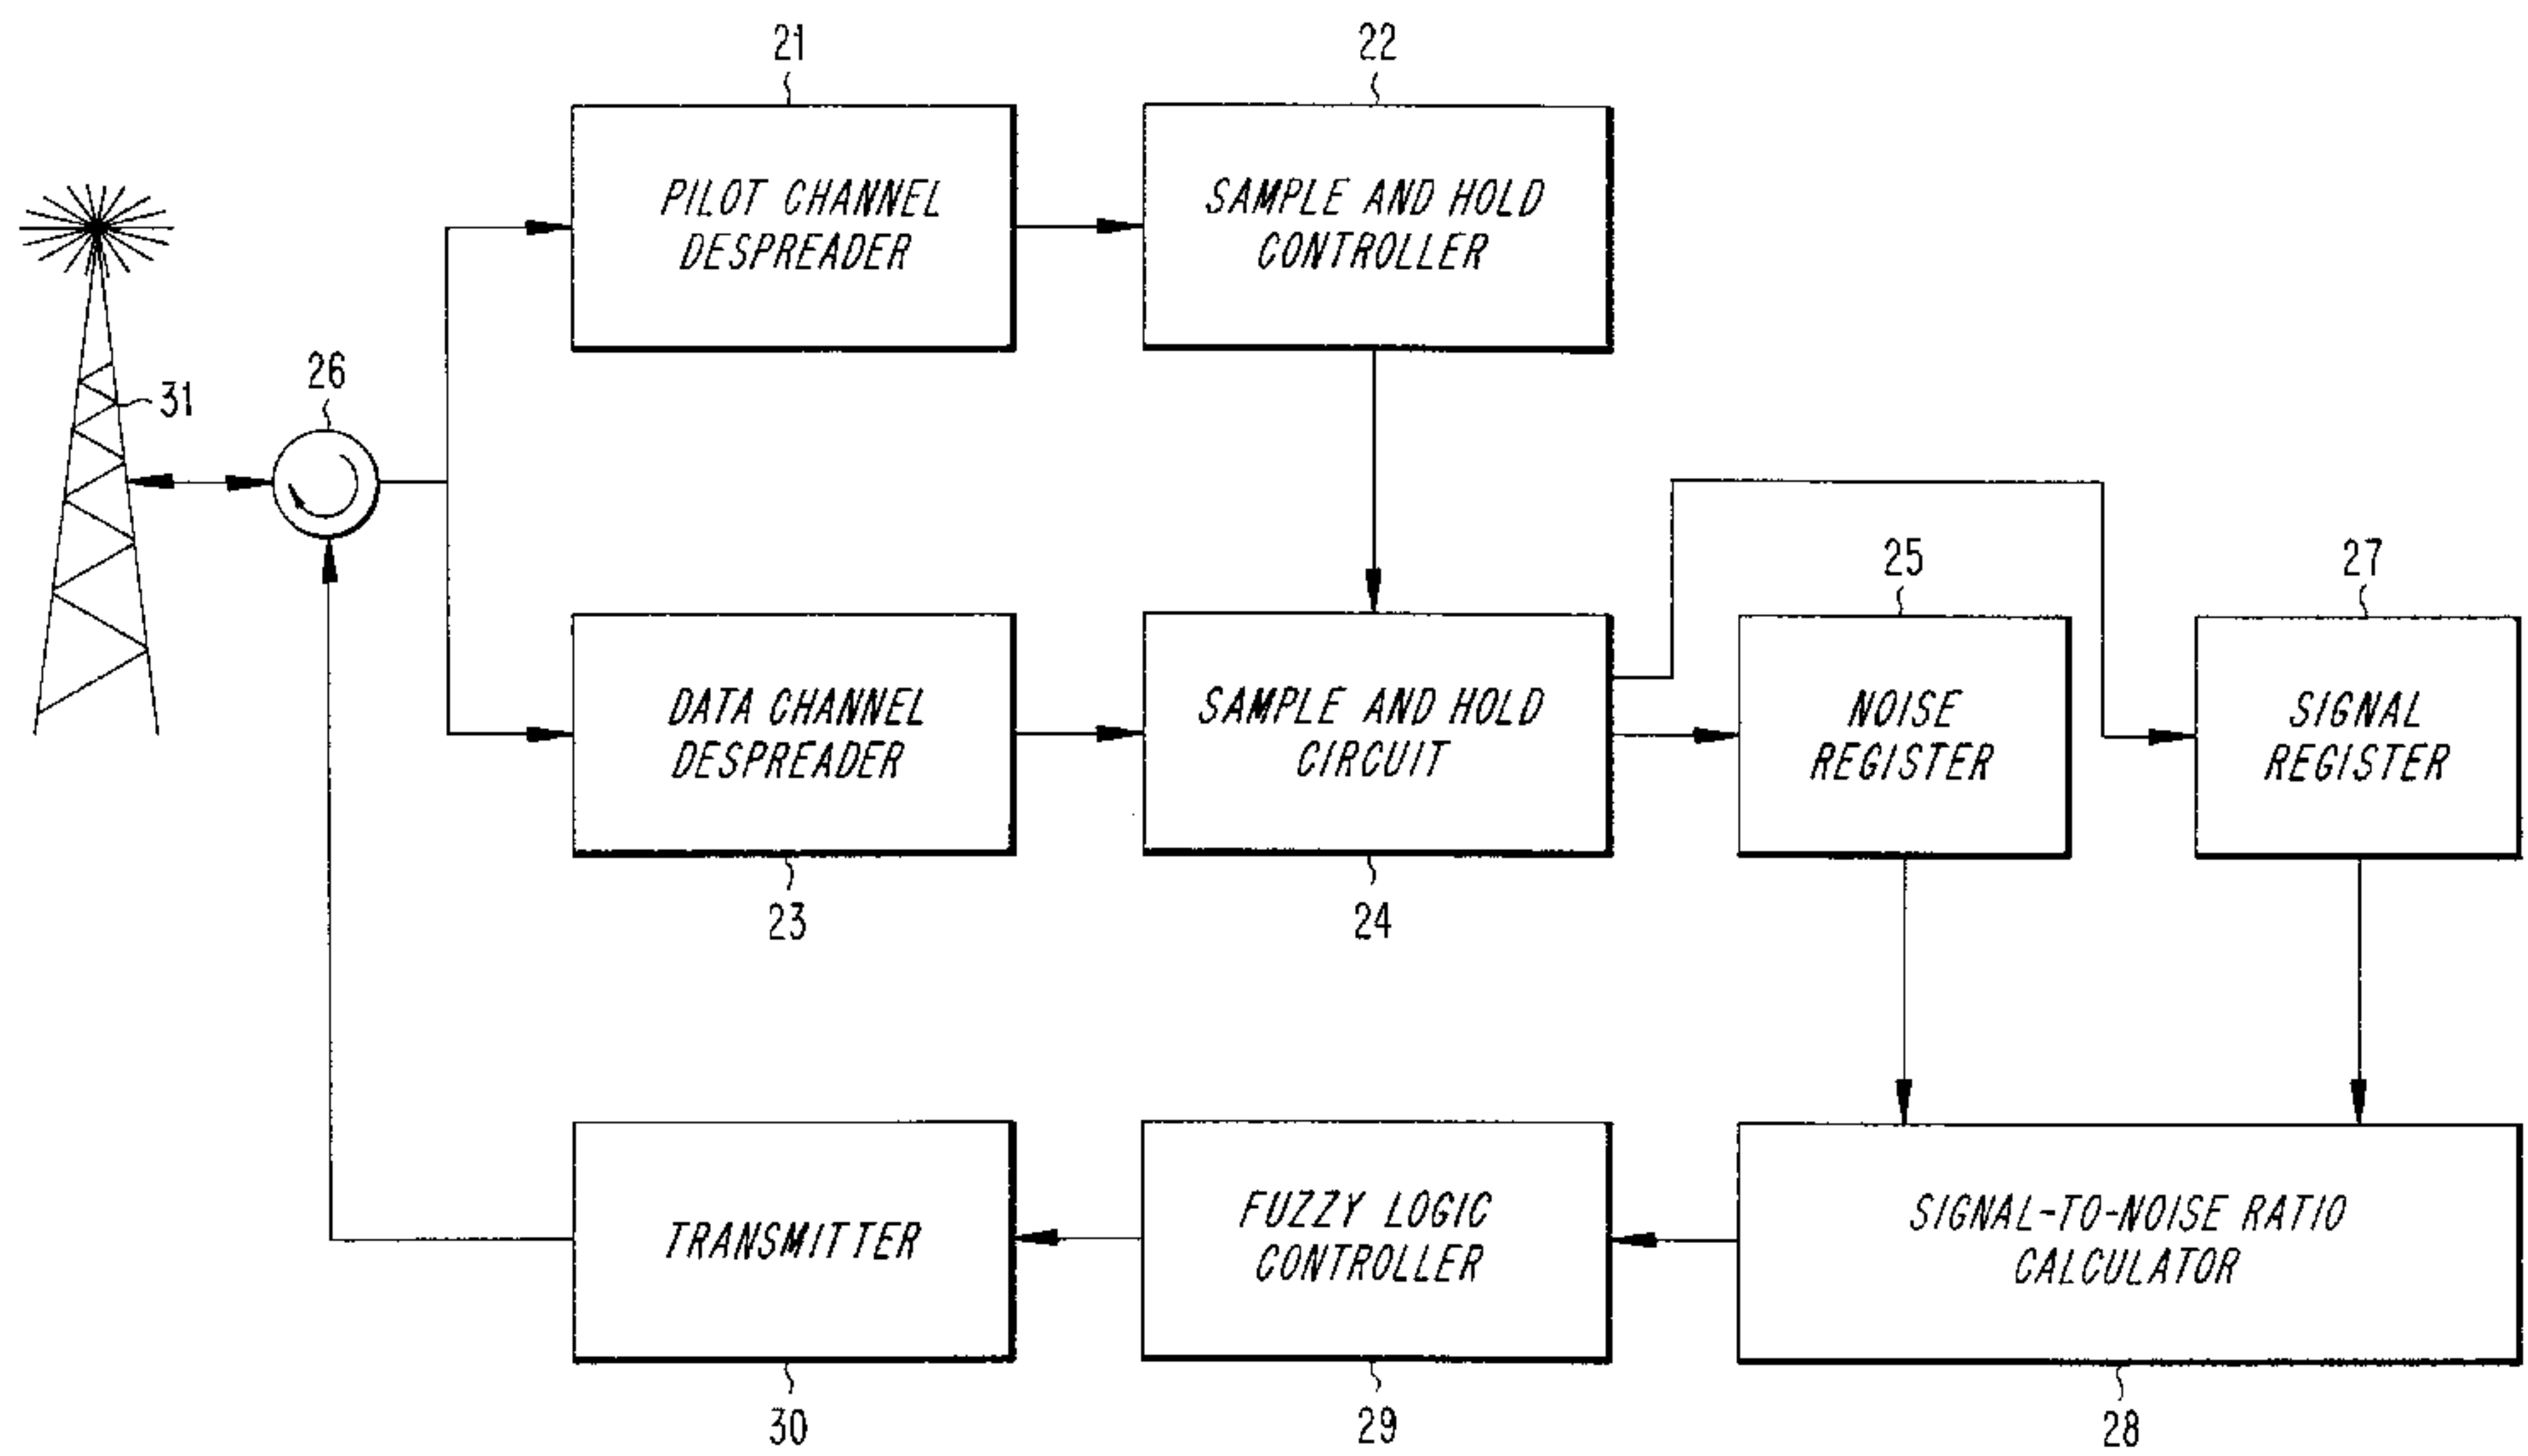 21
22
PILOT CHANNEL
DESPREADER
SAMPLE AND HOLD
CONTROLLER
26
31
25
27
DATA CHANNEL
DESPREADER
SAMPLE AND HOLD
CIRCUIT
NOISE
REGISTER
SIGNAL
REGISTER
23
24
TRANSMITTER
FUZZY LOGIC
CONTROLLER
SIGNAL-TO-NOISE RATIO
CALCULATOR
30
29
28